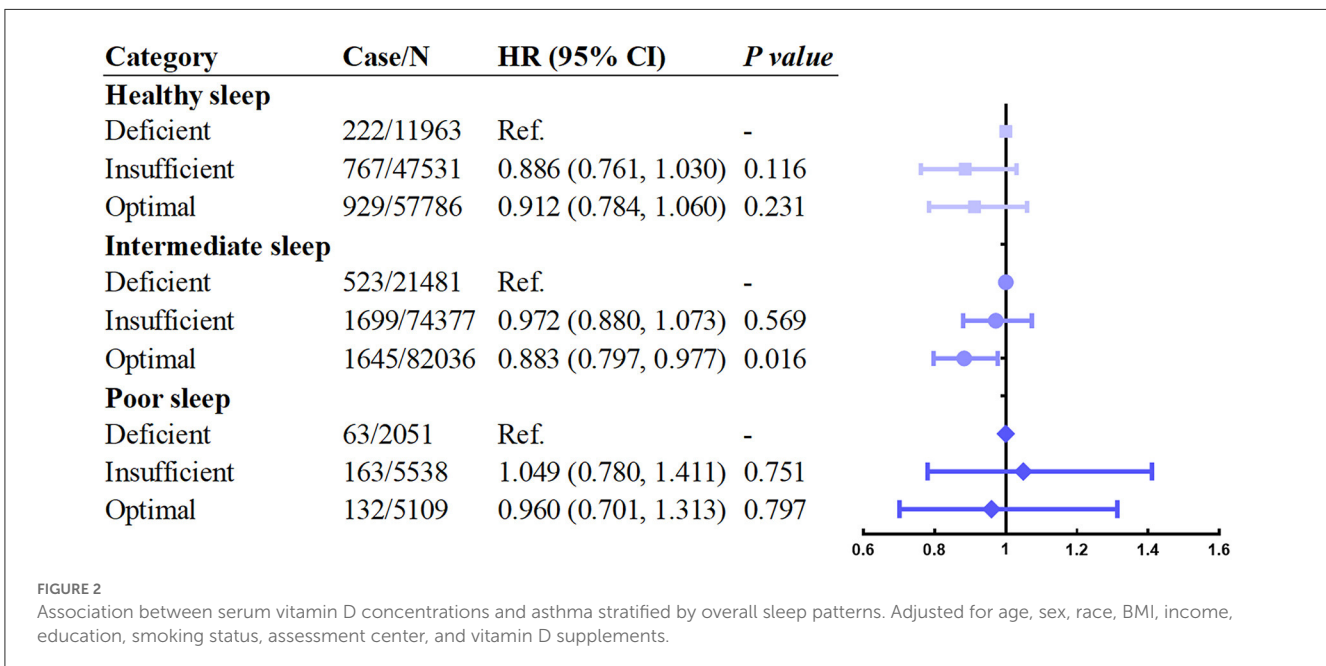 Category Case/N HR (95% CI) P value
Healthy sleep
Deficient 222/11963 Ref. -
Insufficient 767/47531 0.886 (0.761, 1.030) 0.116
Optimal 929/57786 0.912 (0.784, 1.060) 0.231
Intermediate sleep
Deficient 523/21481 Ref. -
Insufficient 1699/74377 0.972 (0.880, 1.073) 0.569
Optimal 1645/82036 0.883 (0.797, 0.977) 0.016
Poor sleep
Deficient 63/2051 Ref. -
Insufficient 163/5538 1.049 (0.780, 1.411) 0.751
Optimal 132/5109 0.960 (0.701, 1.313) 0.797
0.6 0.8 1 1.2 1.4 1.6
FIGURE 2
Association between serum vitamin D concentrations and asthma stratified by overall sleep patterns. Adjusted for age, sex, race, BMI, income,
education, smoking status, assessment center, and vitamin D supplements.